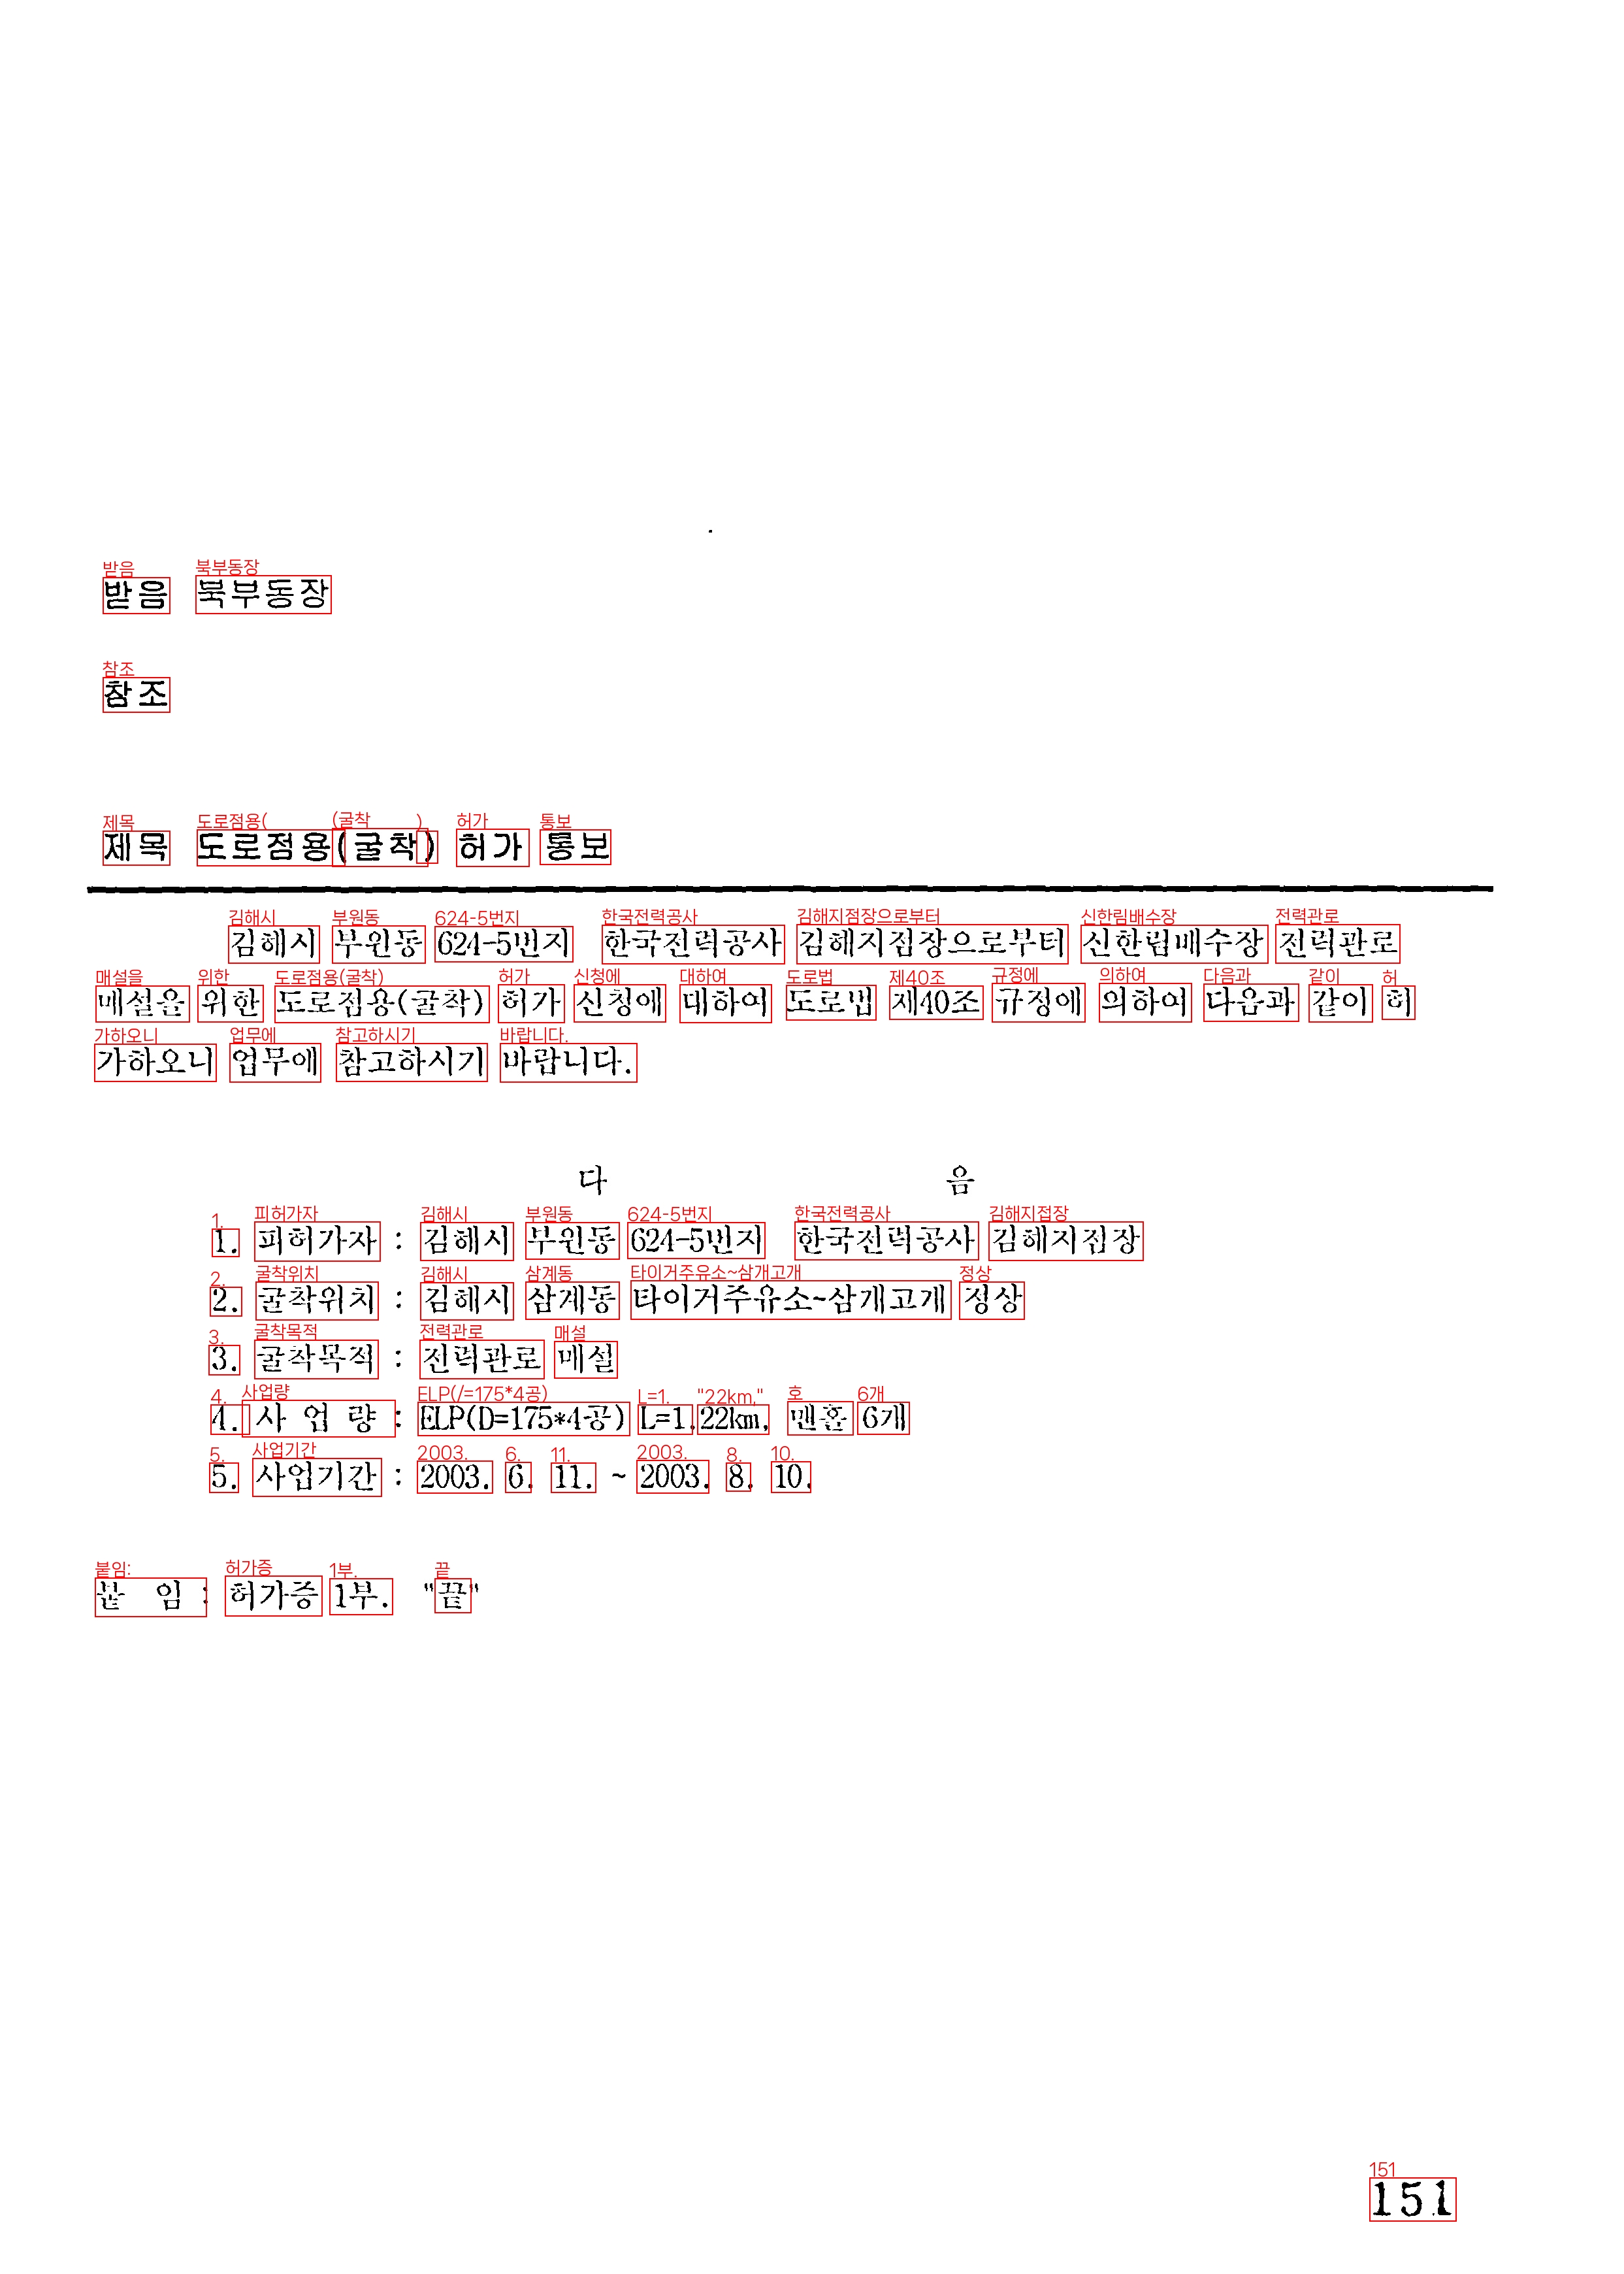 받음 북부동장
참조
제목 도로점용(굴착) 허가 통보
김해시 부원동 624-5번지 한국전력공사 김해지점장으로부터 신한림배수장 전력관로
매설을 위한 도로점용(굴착) 허가 신청에 대하여 도로법 제40조 규정에 의하여 다음과 같이 허
가하오니 업무에 참고하시기 바랍니다.
다 음
1. 피허가자 : 김해시 부원동 624-5번지 한국전력공사 김해지점장
2. 굴착위치 : 김해시 삼계동 타이거주유소~삼개고개 정상
3. 굴착목적 : 전력관로 매설
4. 사 업 량 : ELP(D=175*4공) L=1.22km, 맨홀 6개
5. 사업기간 : 2003. 6. 11. ~ 2003. 8. 10.
붙 임 : 허가증 1부. "끝"
151